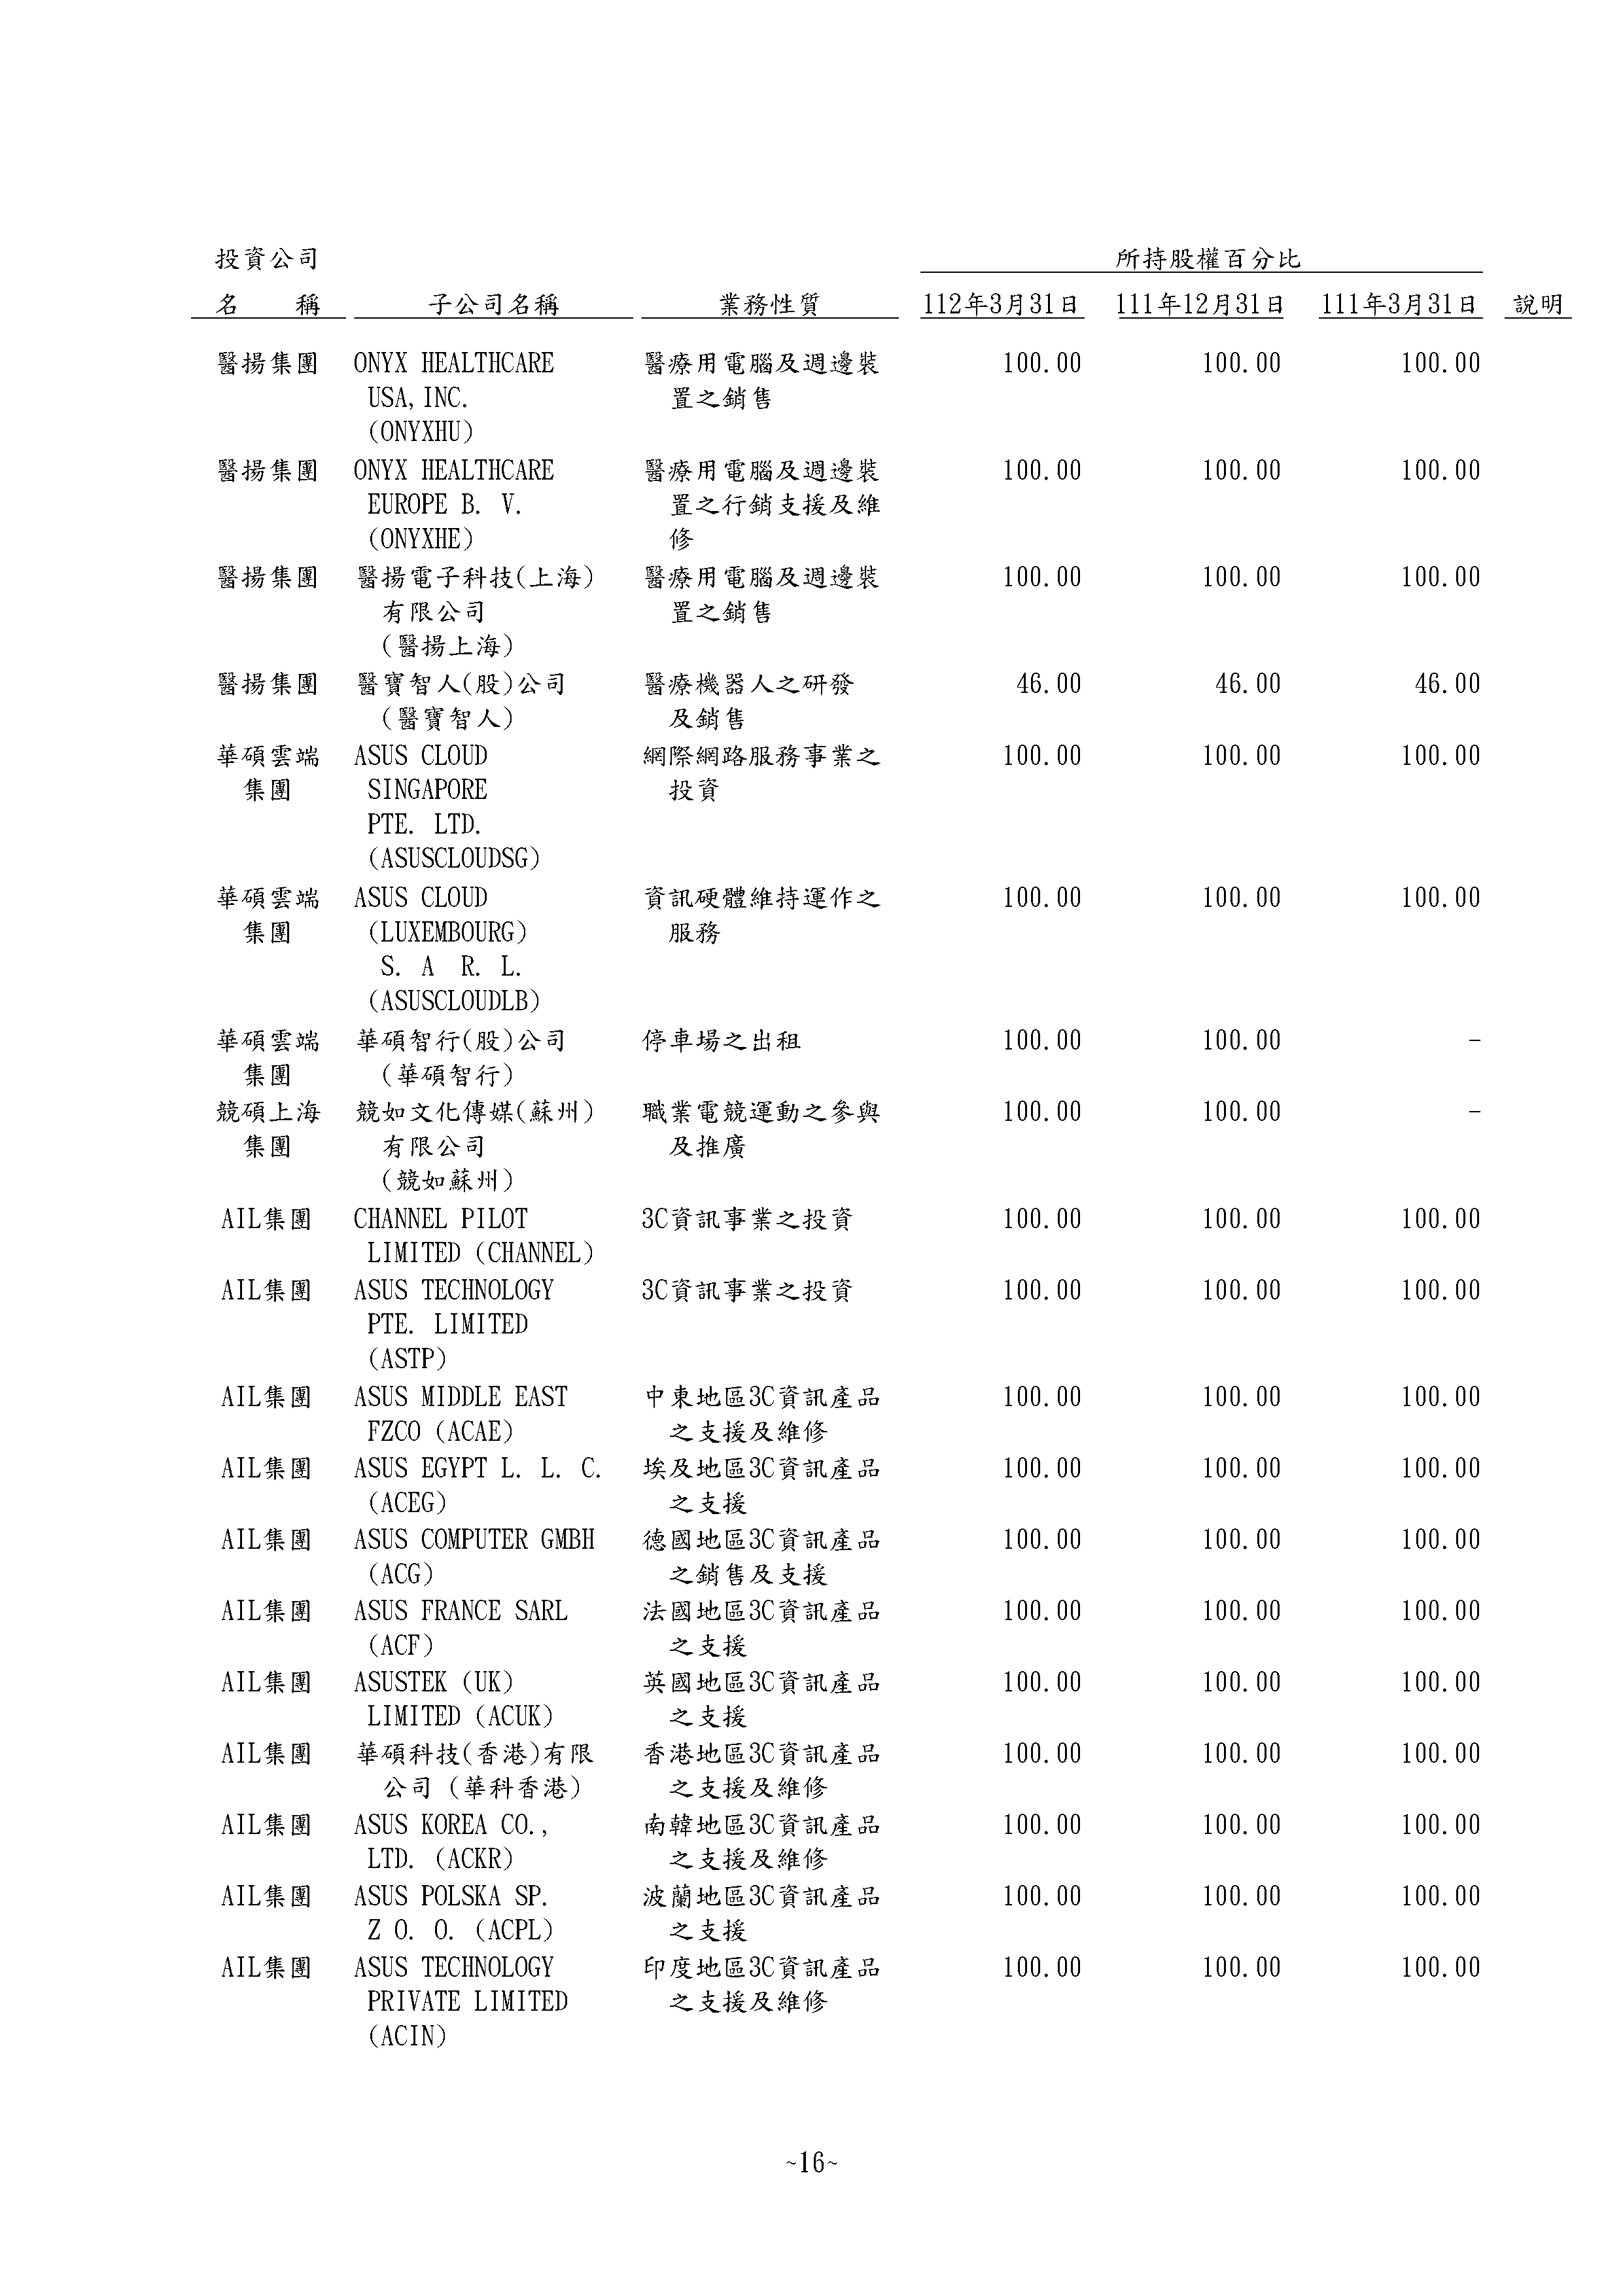 投資公司 所持股權百分比
名 稱 子公司名稱 業務性質 112年3月31日 111年12月31日 111年3月31日 說明
醫揚集團 ONYX HEALTHCARE 醫療用電腦及週邊裝 100.00 100.00 100.00
USA,INC. 置之銷售
(ONYXHU)
醫揚集團 ONYX HEALTHCARE 醫療用電腦及週邊裝 100.00 100.00 100.00
EUROPE B. V. 置之行銷支援及維
(ONYXHE) 修
醫揚集團 醫揚電子科技(上海) 醫療用電腦及週邊裝 100.00 100.00 100.00
有限公司 置之銷售
(醫揚上海)
醫揚集團 醫寶智人(股)公司 醫療機器人之研發 46.00 46.00 46.00
(醫寶智人) 及銷售
華碩雲端 ASUS CLOUD 網際網路服務事業之 100.00 100.00 100.00
集團 SINGAPORE 投資
PTE. LTD.
(ASUSCLOUDSG)
華碩雲端 ASUS CLOUD 資訊硬體維持運作之 100.00 100.00 100.00
集團 (LUXEMBOURG) 服務
S. A R. L.
(ASUSCLOUDLB)
華碩雲端 華碩智行(股)公司 停車場之出租 100.00 100.00 -
集團 (華碩智行)
競碩上海 競如文化傳媒(蘇州) 職業電競運動之參與 100.00 100.00 -
集團 有限公司 及推廣
(競如蘇州)
AIL集團 CHANNEL PILOT 3C資訊事業之投資 100.00 100.00 100.00
LIMITED (CHANNEL)
AIL集團 ASUS TECHNOLOGY 3C資訊事業之投資 100.00 100.00 100.00
PTE. LIMITED
(ASTP)
AIL集團 ASUS MIDDLE EAST 中東地區3C資訊產品 100.00 100.00 100.00
FZCO (ACAE) 之支援及維修
AIL集團 ASUS EGYPT L. L. C. 埃及地區3C資訊產品 100.00 100.00 100.00
(ACEG) 之支援
AIL集團 ASUS COMPUTER GMBH 德國地區3C資訊產品 100.00 100.00 100.00
(ACG) 之銷售及支援
AIL集團 ASUS FRANCE SARL 法國地區3C資訊產品 100.00 100.00 100.00
(ACF) 之支援
AIL集團 ASUSTEK (UK) 英國地區3C資訊產品 100.00 100.00 100.00
LIMITED (ACUK) 之支援
AIL集團 華碩科技(香港)有限 香港地區3C資訊產品 100.00 100.00 100.00
公司 (華科香港) 之支援及維修
AIL集團 ASUS KOREA CO., 南韓地區3C資訊產品 100.00 100.00 100.00
LTD. (ACKR) 之支援及維修
AIL集團 ASUS POLSKA SP. 波蘭地區3C資訊產品 100.00 100.00 100.00
Z O. O. (ACPL) 之支援
AIL集團 ASUS TECHNOLOGY 印度地區3C資訊產品 100.00 100.00 100.00
PRIVATE LIMITED 之支援及維修
(ACIN)
~16~